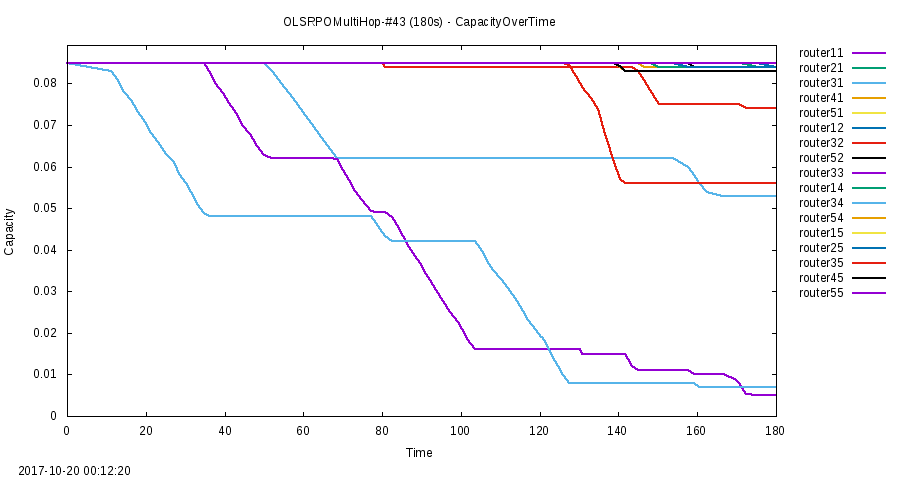 OLSRPPOMultiHop-#43 (180s) - CapacityOverTime
Capacity
0.08
0.07
0.06
0.05
0.04
0.03
0.02
0.01
0
0 20 40 60 80 100 120 140 160 180
Time
router11
router21
router31
router41
router51
router12
router32
router52
router33
router14
router34
router54
router15
router25
router35
router45
router55
2017-10-20 00:12:20